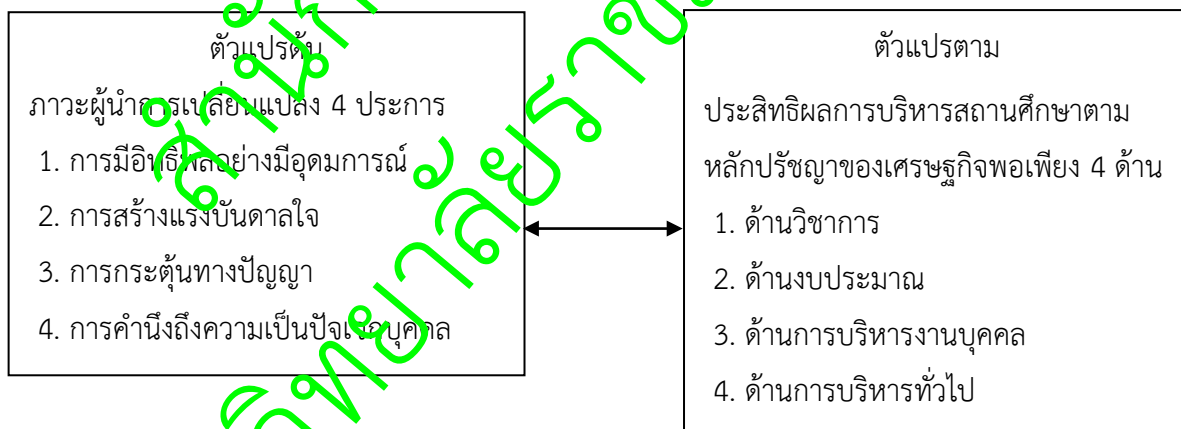 ตัวแปรต้น
ภาวะผู้นำการเปลี่ยนแปลง 4 ประการ
1. การมีอิทธิพลอย่างมีอุดมการณ์
2. การสร้างแรงบันดาลใจ
3. การกระตุ้นทางปัญญา
4. การคำนึงถึงความเป็นปัจเจกบุคคล
ตัวแปรตาม
ประสิทธิผลการบริหารสถานศึกษาตาม
หลักปรัชญาของเศรษฐกิจพอเพียง 4 ด้าน
1. ด้านวิชาการ
2. ด้านงบประมาณ
3. ด้านการบริหารงานบุคคล
4. ด้านการบริหารทั่วไป